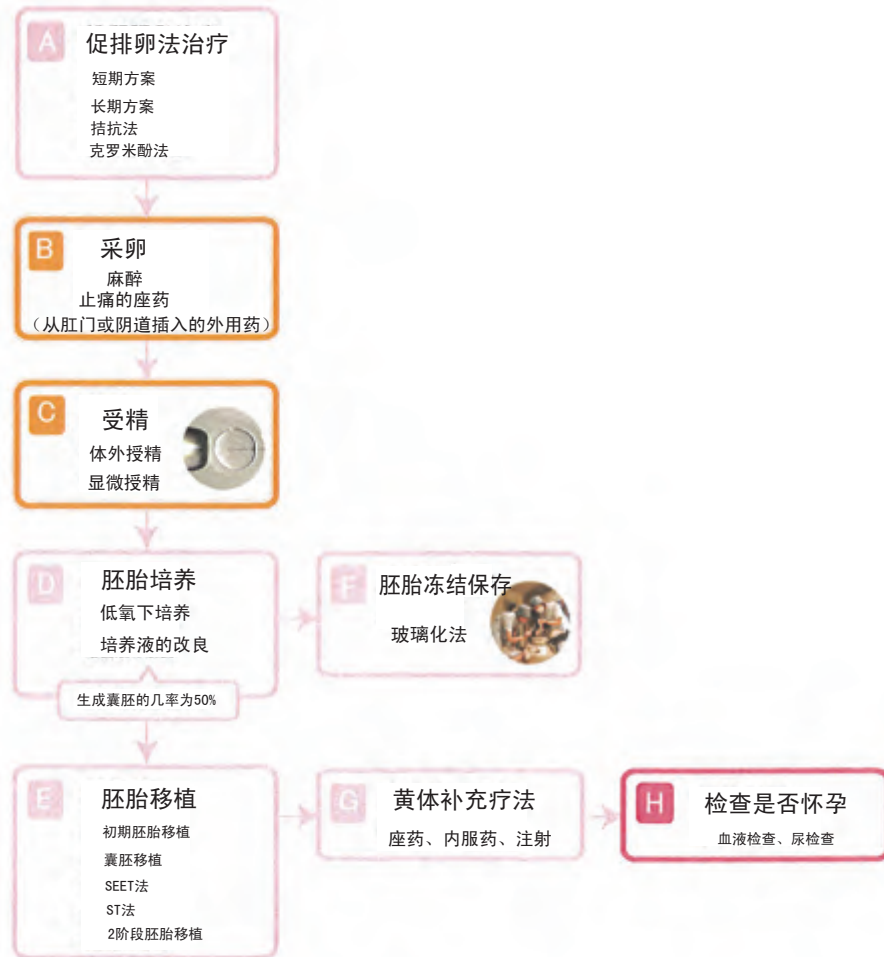 A 促排卵法治疗
短期方案
长期方案
拮抗法
克罗米酚法
B 采卵
麻醉
止痛的座药
（从肛门或阴道插入的外用药）
C 受精
体外授精
显微授精
D 胚胎培养
低氧下培养
培养液的改良
生成囊胚的几率为50%
F 胚胎冻结保存
玻璃化法
E 胚胎移植
初期胚胎移植
囊胚移植
SEET法
ST法
2阶段胚胎移植
G 黄体补充疗法
座药、内服药、注射
H 检查是否怀孕
血液检查、尿检查